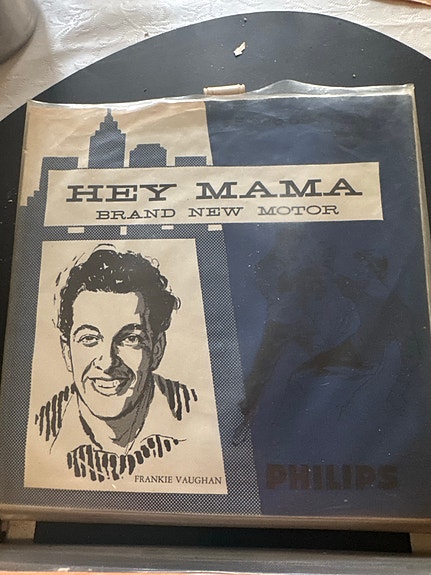 HEY MAMA
BRAND NEW MOTOR
FRANKIE VAUGHAN
PHILIPS